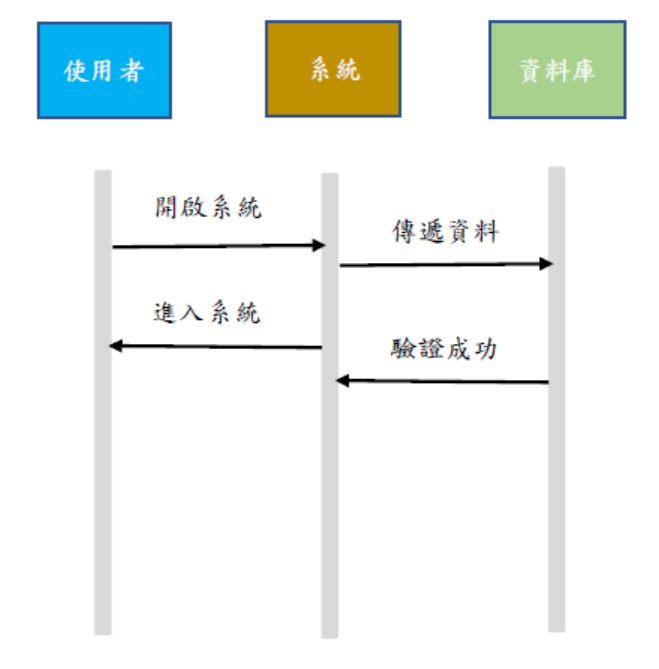 使用者
系統
資料庫
開啟系統
傳遞資料
進入系統
驗證成功